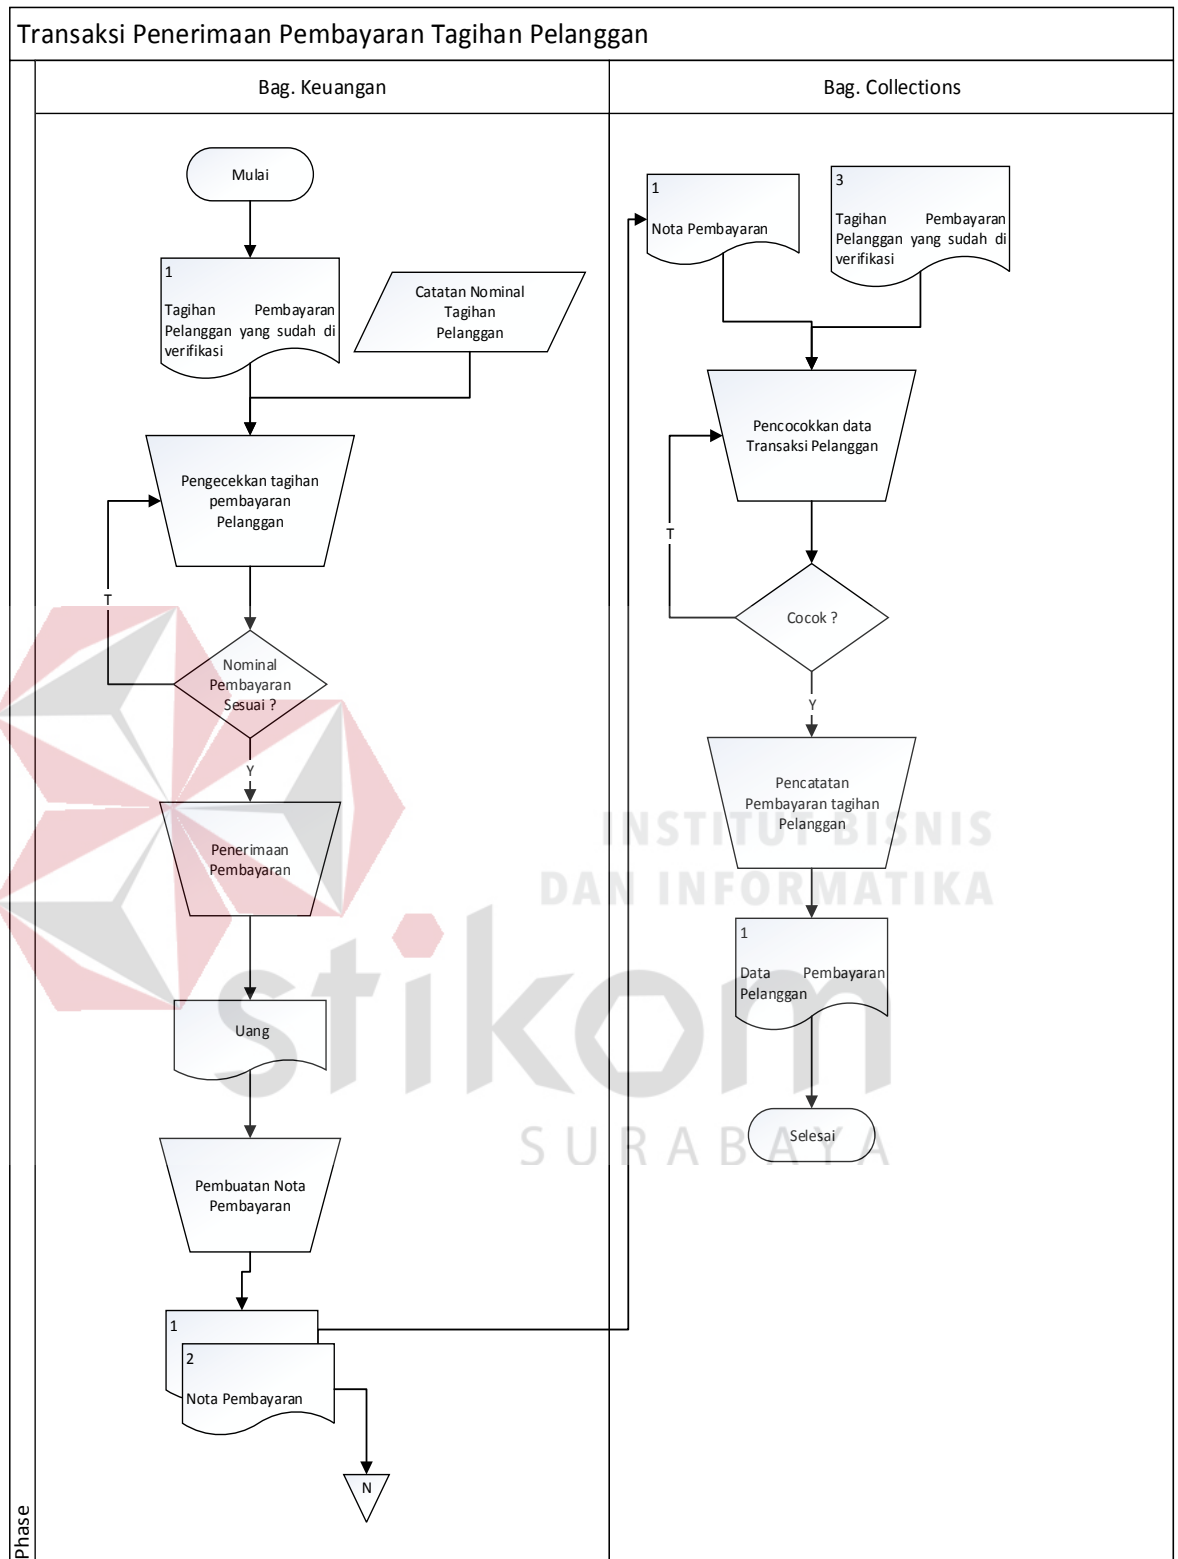 Transaksi Penerimaan Pembayaran Tagihan Pelanggan
Phase
Bag. Keuangan
Bag. Collections
Mulai
1
Tagihan Pembayaran
Pelanggan yang sudah di
verifikasi
Catatan Nominal
Tagihan
Pelanggan
Pengecekkan tagihan
pembayaran
Pelanggan
T
Nominal
Pembayaran
Sesuai ?
Y
Penerimaan
Pembayaran
Uang
Pembuatan Nota
Pembayaran
1
2
Nota Pembayaran
N
1
Nota Pembayaran
3
Tagihan Pembayaran
Pelanggan yang sudah di
verifikasi
Pencocokkan data
Transaksi Pelanggan
T
Cocok ?
Y
Pencatatan
Pembayaran tagihan
Pelanggan
1
Data Pembayaran
Pelanggan
Selesai
INSTITUT BISNIS
DAN INFORMATIKA
stikom
SURABAYA